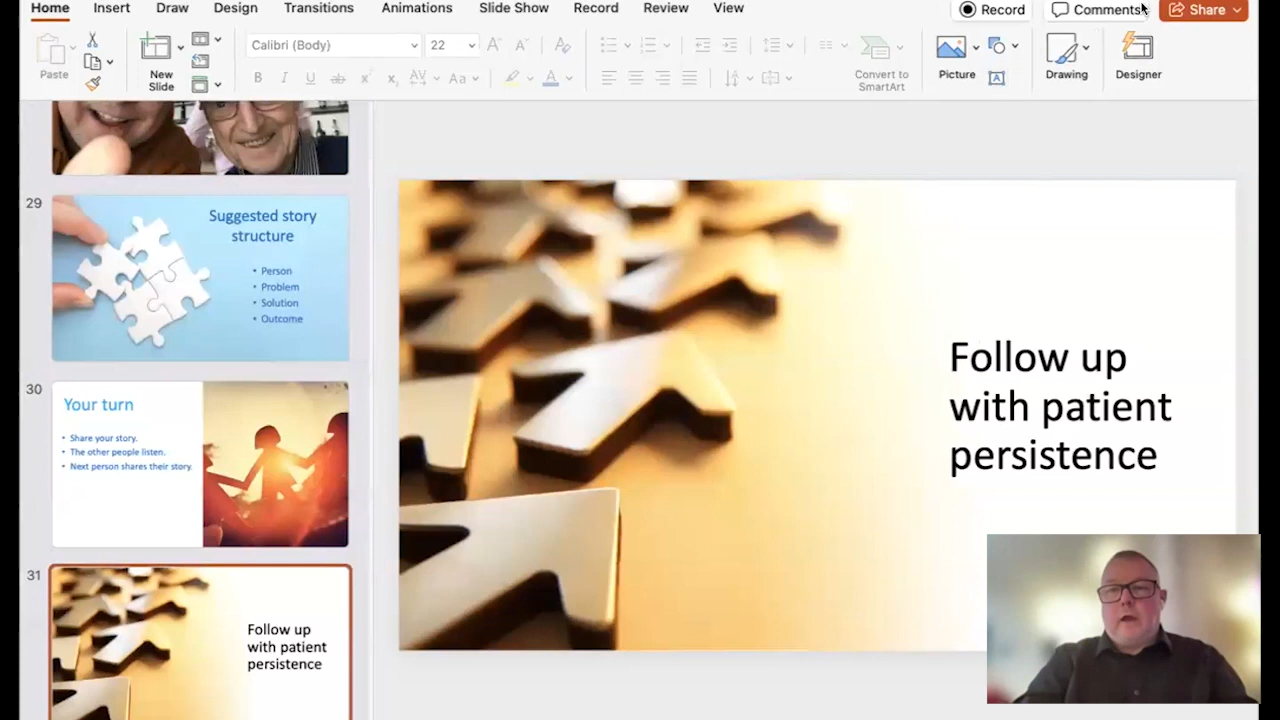 Home Insert Draw Design Transitions Animations Slide Show Record Review View Record Comments Share
Calibri (Body) 22
Paste New Slide Convert to SmartArt Picture Drawing Designer
29
Suggested story
structure
• Person
• Problem
• Solution
• Outcome
30
Your turn
• Share your story.
• The other people listen.
• Next person shares their story.
31
Follow up
with patient
persistence
Follow up
with patient
persistence